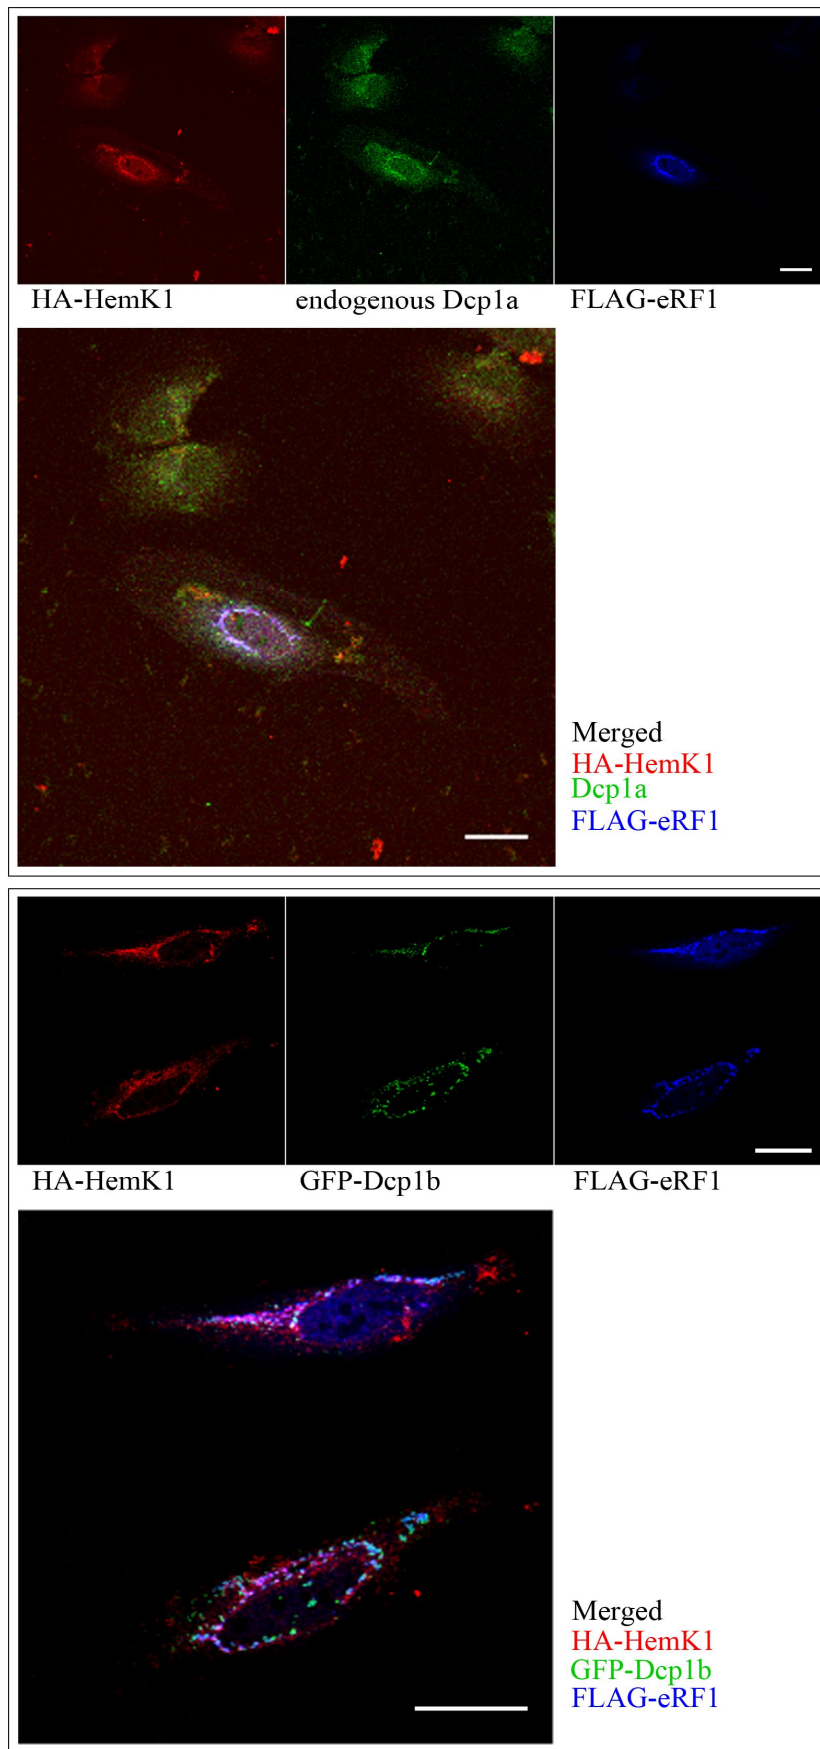 HA-HemK1
endogenous Dcp1a
FLAG-eRF1
Merged
HA-HemK1
Dcp1a
FLAG-eRF1
HA-HemK1
GFP-Dcp1b
FLAG-eRF1
Merged
HA-HemK1
GFP-Dcp1b
FLAG-eRF1